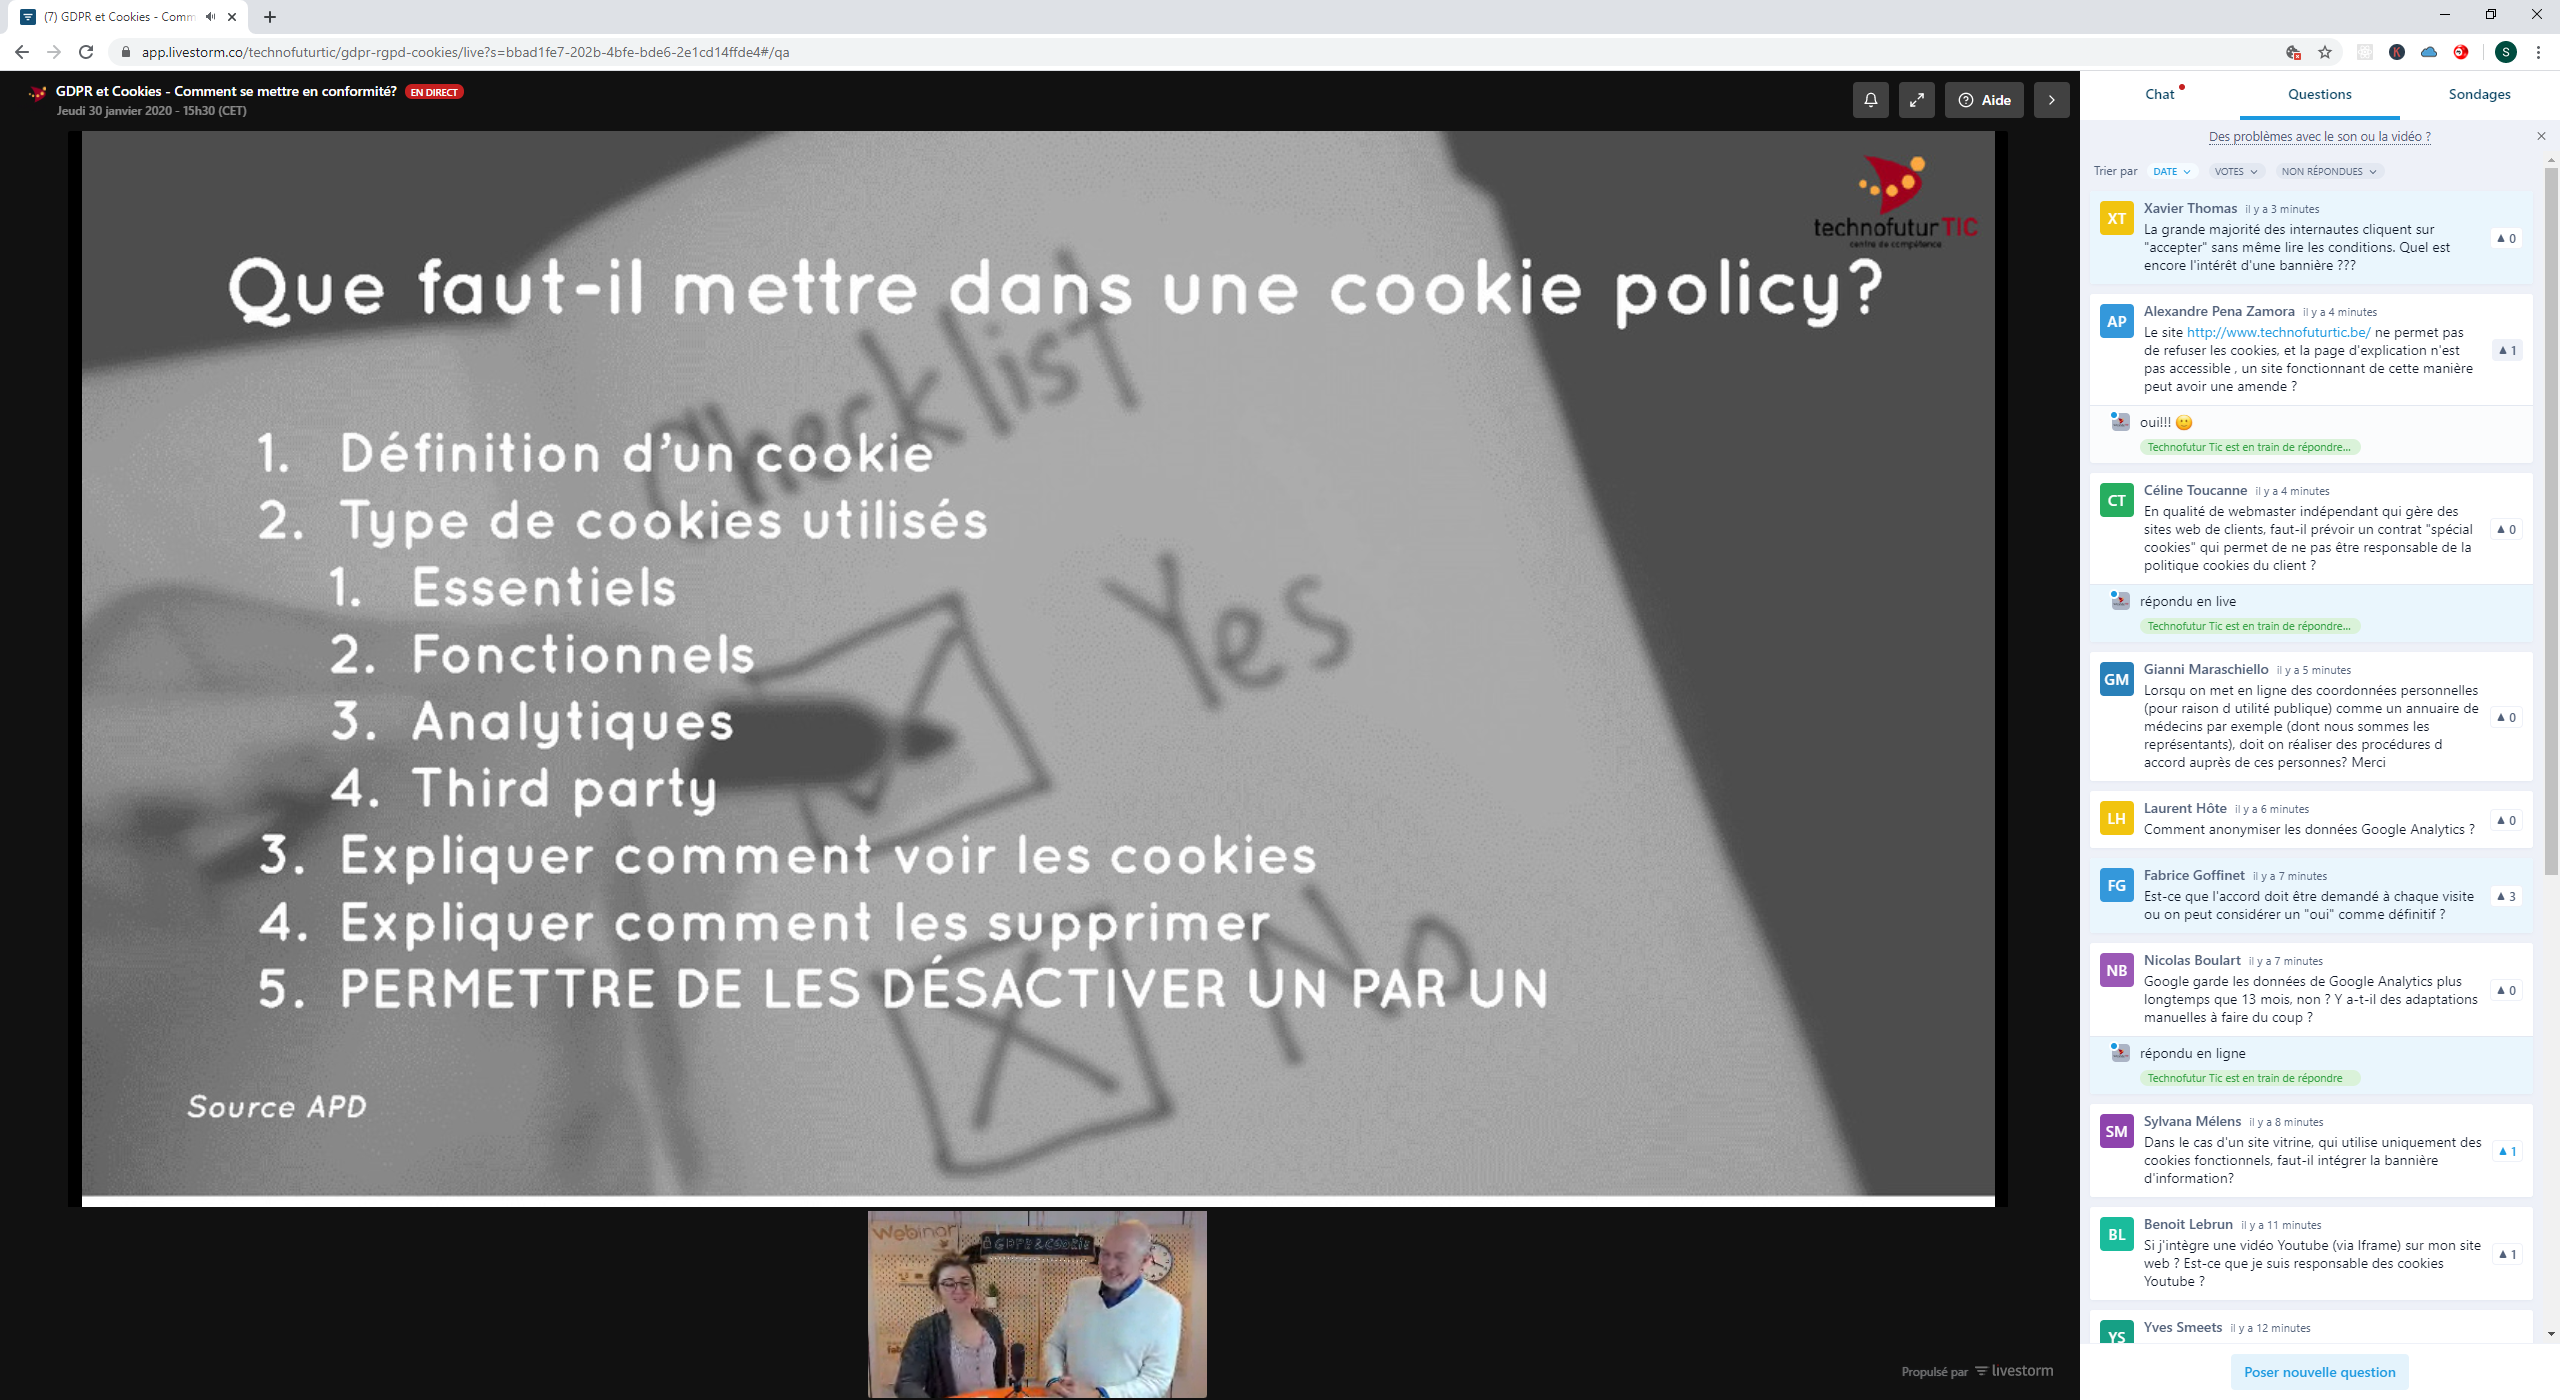 (7) GDPR et Cookies - Comm
app.livestorm.co/technofuturtic/gdpr-rgpd-cookies/live?s=bbad1fe7-202b-4bfe-bde6-2e1cd14ffde4#/qa
S
GDPR et Cookies - Comment se mettre en conformité? EN DIRECT
Jeudi 30 janvier 2020 - 15h30 (CET)
Aide
technofutur TIC
centre de compétence
Que faut-il mettre dans une cookie policy?
Checklist
1. Définition d'un cookie
2. Type de cookies utilisés
1. Essentiels
Yes
2. Fonctionnels
3. Analytiques
4. Third party
3. Expliquer comment voir les cookies
4. Expliquer comment les supprimer
No
5. PERMETTRE DE LES DÉSACTIVER UN PAR UN
Source APD
Webinar
GDPR & COOKIE
Propulsé par livestorm
Chat
Questions
Sondages
Des problèmes avec le son ou la vidéo ?
Trier par DATE VOTES NON RÉPONDUES
XT
Xavier Thomas il y a 3 minutes
La grande majorité des internautes cliquent sur
"accepter" sans même lire les conditions. Quel est
encore l'intérêt d'une bannière ???
0
AP
Alexandre Pena Zamora il y a 4 minutes
Le site http://www.technofuturtic.be/ ne permet pas
de refuser les cookies, et la page d'explication n'est
pas accessible , un site fonctionnant de cette manière
peut avoir une amende ?
1
oui!!! 🙂
Technofutur Tic est en train de répondre...
CT
Céline Toucanne il y a 4 minutes
En qualité de webmaster indépendant qui gère des
sites web de clients, faut-il prévoir un contrat "spécial
cookies" qui permet de ne pas être responsable de la
politique cookies du client ?
0
répondu en live
Technofutur Tic est en train de répondre...
GM
Gianni Maraschiello il y a 5 minutes
Lorsqu on met en ligne des coordonnées personnelles
(pour raison d utilité publique) comme un annuaire de
médecins par exemple (dont nous sommes les
représentants), doit on réaliser des procédures d
accord auprès de ces personnes? Merci
0
LH
Laurent Hôte il y a 6 minutes
Comment anonymiser les données Google Analytics ?
0
FG
Fabrice Goffinet il y a 7 minutes
Est-ce que l'accord doit être demandé à chaque visite
ou on peut considérer un "oui" comme définitif ?
3
NB
Nicolas Boulart il y a 7 minutes
Google garde les données de Google Analytics plus
longtemps que 13 mois, non ? Y a-t-il des adaptations
manuelles à faire du coup ?
0
répondu en ligne
Technofutur Tic est en train de répondre
SM
Sylvana Mélens il y a 8 minutes
Dans le cas d'un site vitrine, qui utilise uniquement des
cookies fonctionnels, faut-il intégrer la bannière
d'information?
1
BL
Benoit Lebrun il y a 11 minutes
Si j'intègre une vidéo Youtube (via Iframe) sur mon site
web ? Est-ce que je suis responsable des cookies
Youtube ?
1
YS
Yves Smeets il y a 12 minutes
Poser nouvelle question